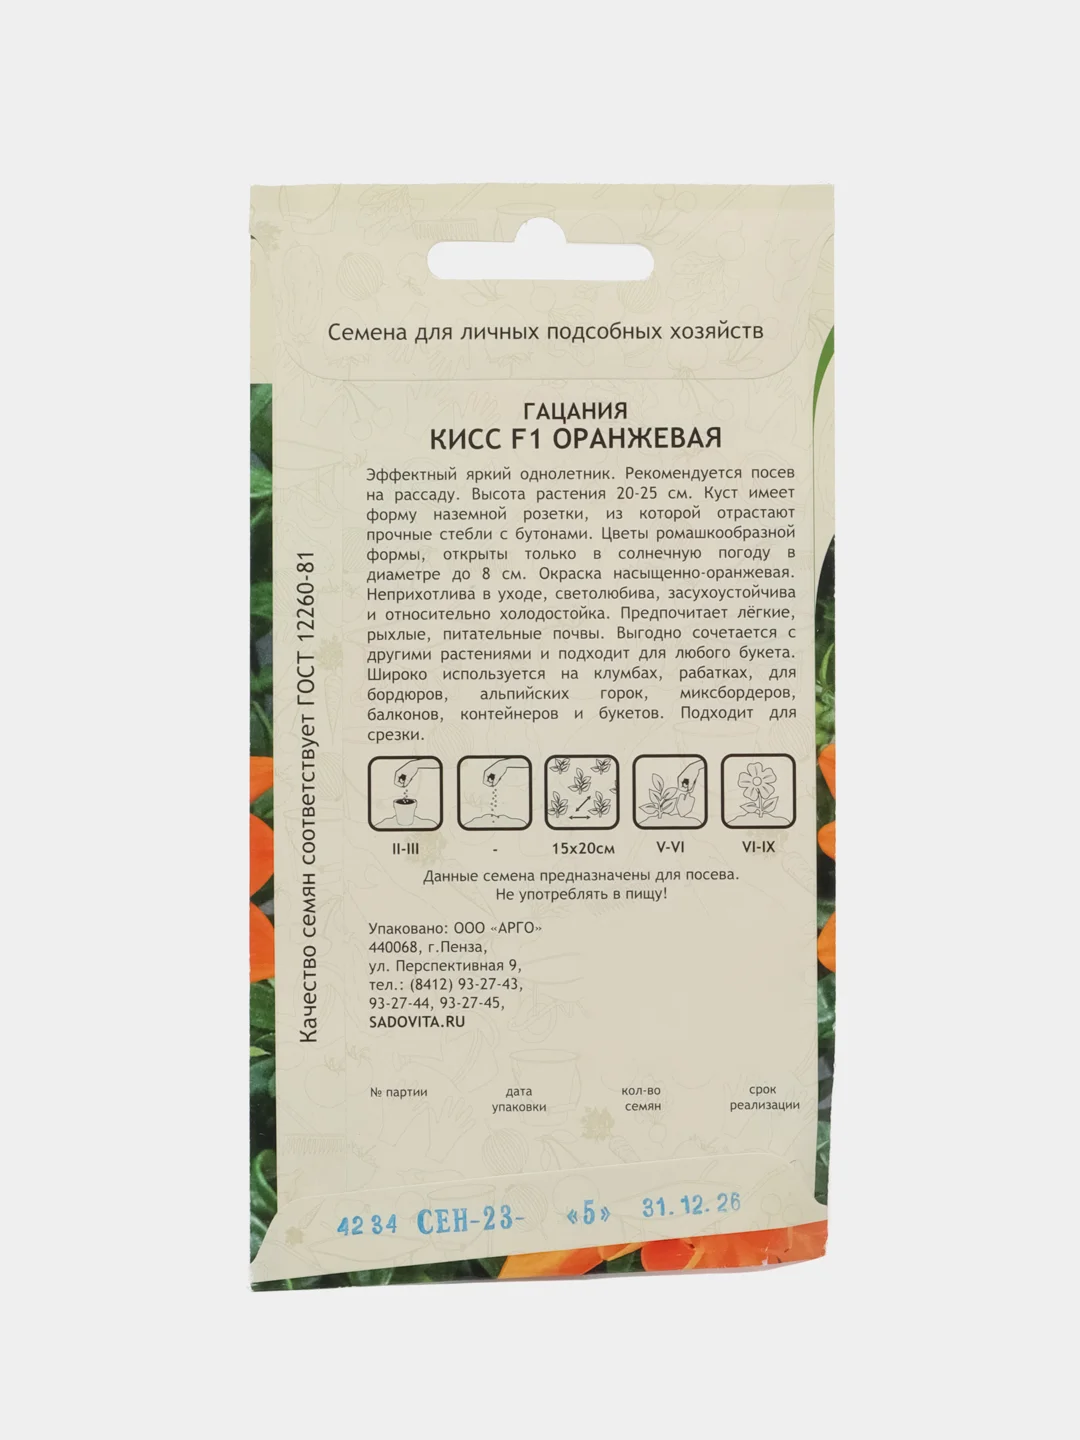 Семена для личных подсобных хозяйств
ГАЦАНИЯ
КИСС F1 ОРАНЖЕВАЯ
Эффектный яркий однолетник. Рекомендуется посев
на рассаду. Высота растения 20-25 см. Куст имеет
форму наземной розетки, из которой отрастают
прочные стебли с бутонами. Цветы ромашкообразной
формы, открыты только в солнечную погоду в
диаметре до 8 см. Окраска насыщенно-оранжевая.
Неприхотлива в уходе, светолюбива, засухоустойчива
и относительно холодостойка. Предпочитает лёгкие,
рыхлые, питательные почвы. Выгодно сочетается с
другими растениями и подходит для любого букета.
Широко используется на клумбах, рабатках, для
бордюров, альпийских горок, миксбордеров,
балконов, контейнеров и букетов. Подходит для
срезки.
II-III - 15х20см V-VI VI-IX
Данные семена предназначены для посева.
Не употреблять в пищу!
Упаковано: ООО «АРГО»
440068, г.Пенза,
ул. Перспективная 9,
тел.: (8412) 93-27-43,
93-27-44, 93-27-45,
SADOVITA.RU
Качество семян соответствует ГОСТ 12260-81
№ партии
дата
упаковки
кол-во
семян
срок
реализации
4234 СЕН-23- «5» 31.12.26